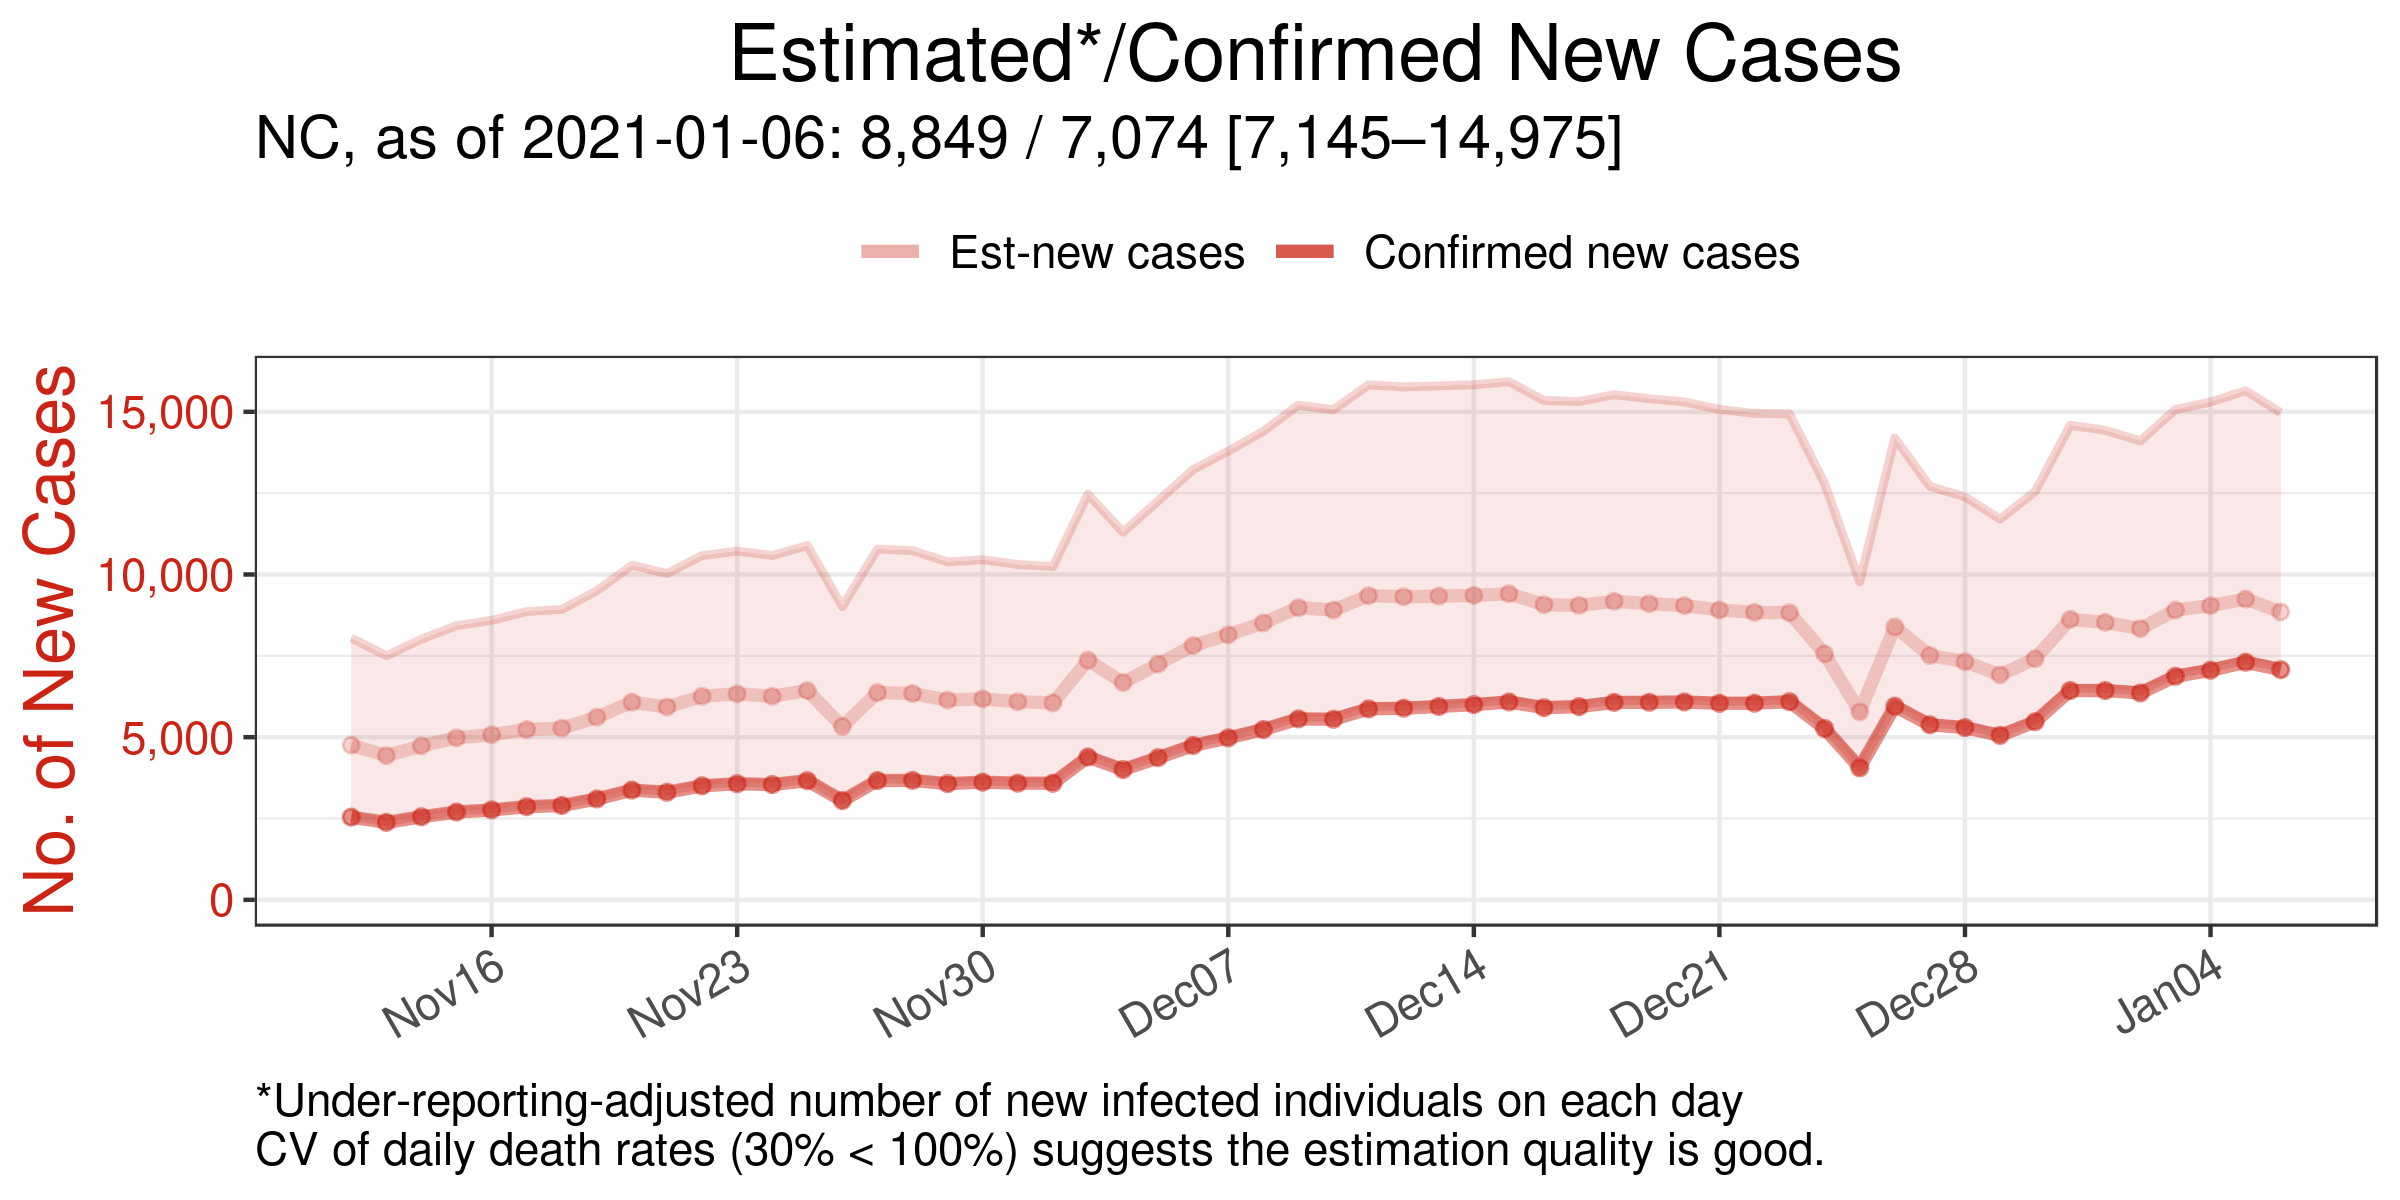 Estimated*/Confirmed New Cases
NC, as of 2021-01-06: 8,849 / 7,074 [7,145–14,975]
Est-new cases Confirmed new cases
No. of New Cases
15,000
10,000
5,000
0
Nov16 Nov23 Nov30 Dec07 Dec14 Dec21 Dec28 Jan04
*Under-reporting-adjusted number of new infected individuals on each day
CV of daily death rates (30% < 100%) suggests the estimation quality is good.